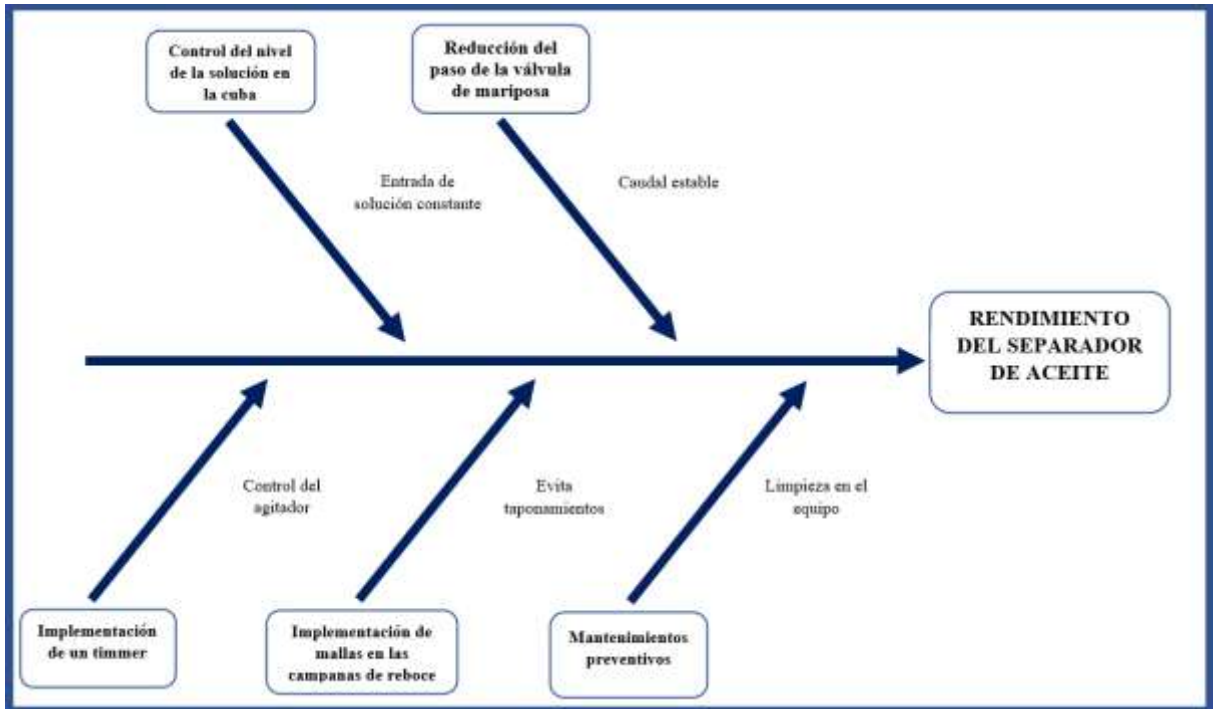 Control del nivel
de la solución en
la cuba
Reducción del
paso de la válvula
de mariposa
Entrada de
solución constante
Caudal estable
RENDIMIENTO
DEL SEPARADOR
DE ACEITE
Control del
agitador
Evita
taponamientos
Limpieza en el
equipo
Implementación
de un timmer
Implementación de
mallas en las
campanas de reboce
Mantenimientos
preventivos